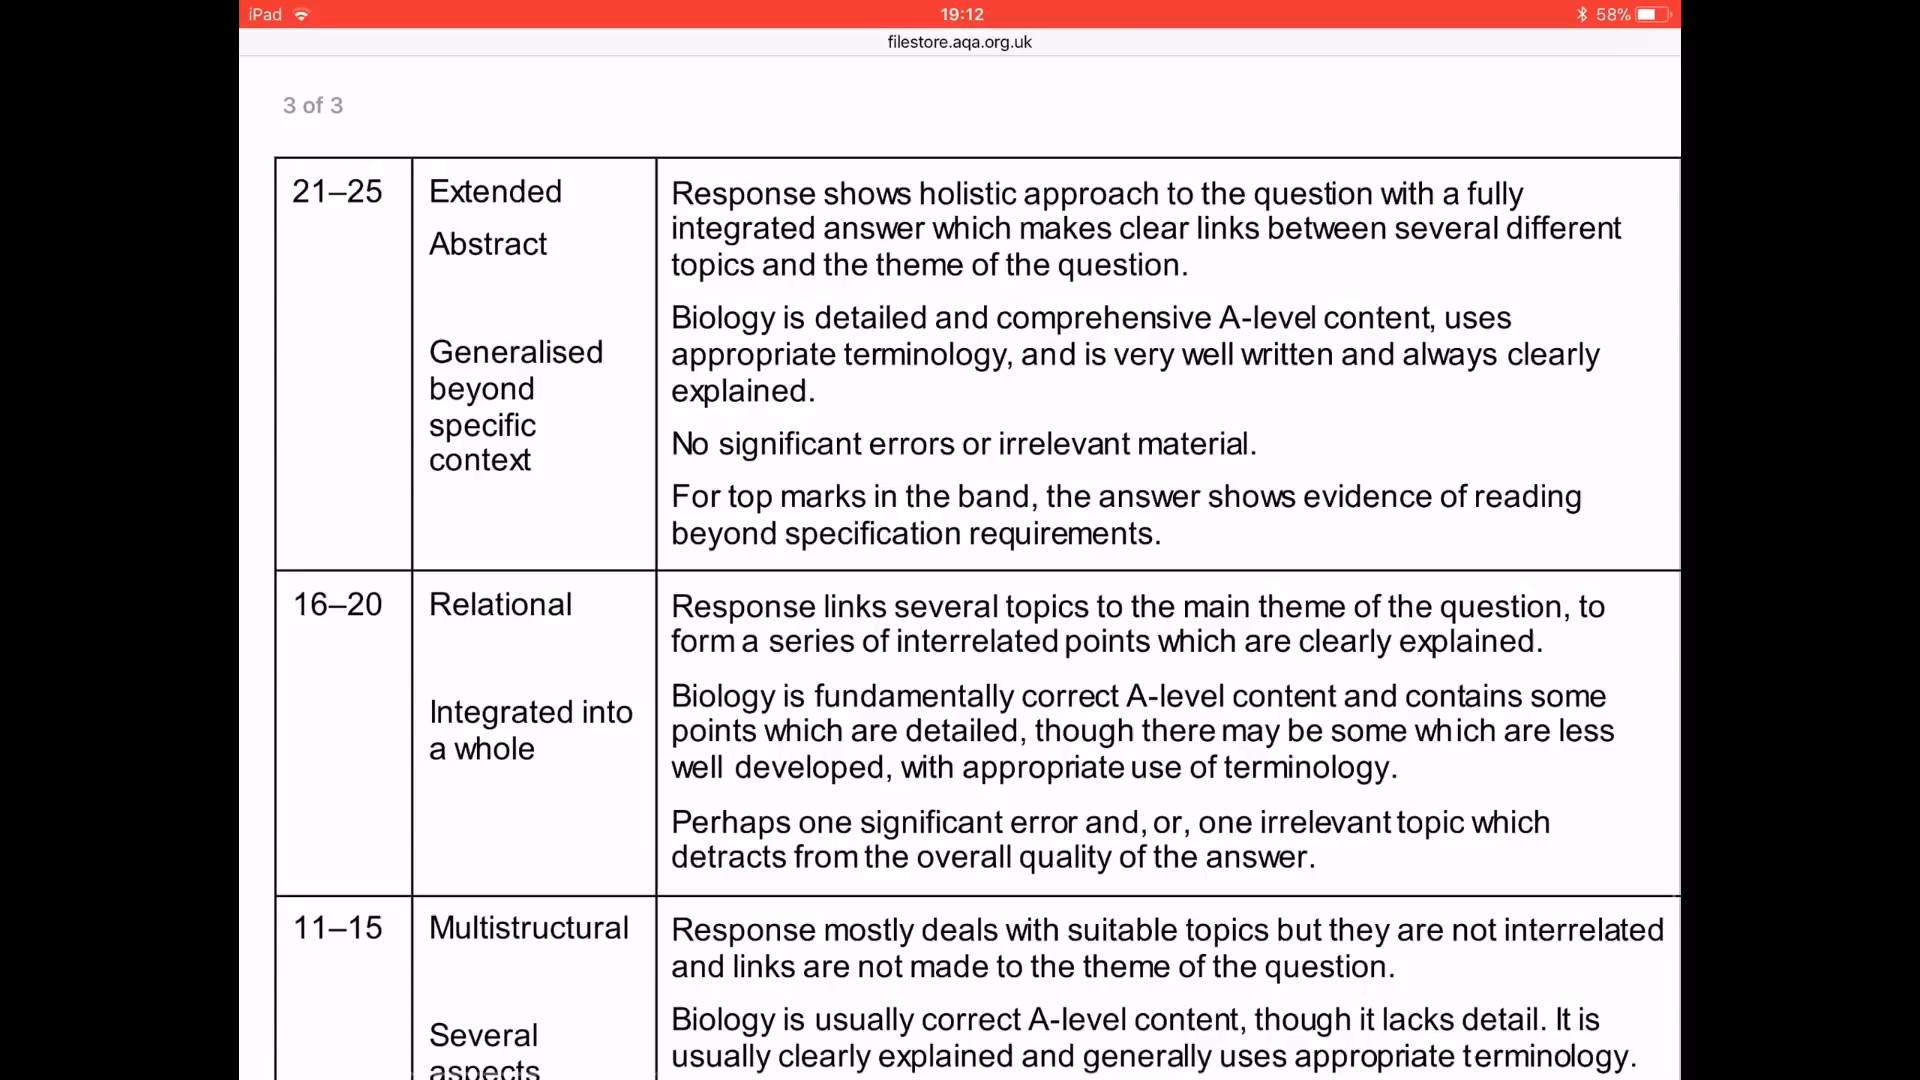 iPad 19:12 58%
filestore.aqa.org.uk
3 of 3
21–25
Extended
Abstract
Generalised
beyond
specific
context
Response shows holistic approach to the question with a fully
integrated answer which makes clear links between several different
topics and the theme of the question.
Biology is detailed and comprehensive A-level content, uses
appropriate terminology, and is very well written and always clearly
explained.
No significant errors or irrelevant material.
For top marks in the band, the answer shows evidence of reading
beyond specification requirements.
16–20
Relational
Integrated into
a whole
Response links several topics to the main theme of the question, to
form a series of interrelated points which are clearly explained.
Biology is fundamentally correct A-level content and contains some
points which are detailed, though there may be some which are less
well developed, with appropriate use of terminology.
Perhaps one significant error and, or, one irrelevant topic which
detracts from the overall quality of the answer.
11–15
Multistructural
Several
aspects
Response mostly deals with suitable topics but they are not interrelated
and links are not made to the theme of the question.
Biology is usually correct A-level content, though it lacks detail. It is
usually clearly explained and generally uses appropriate terminology.